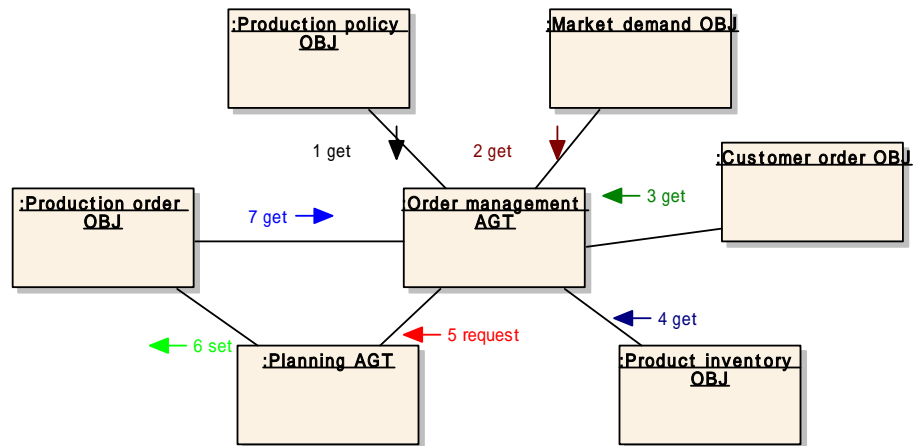 :Production policy
OBJ
:Market demand OBJ
1 get
2 get
:Customer order OBJ
:Production order
OBJ
7 get
:Order management
AGT
3 get
4 get
5 request
6 set
:Planning AGT
:Product inventory
OBJ